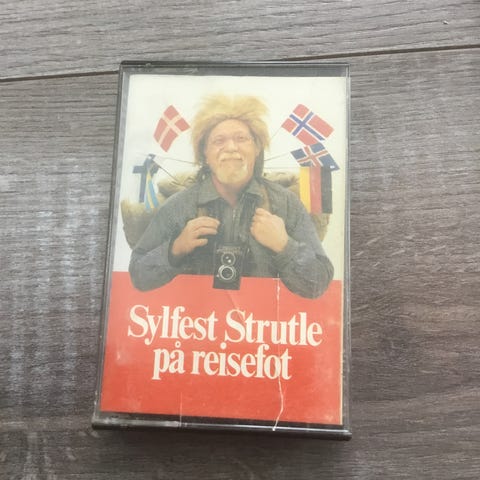 Sylfest Strutle
på reisefot